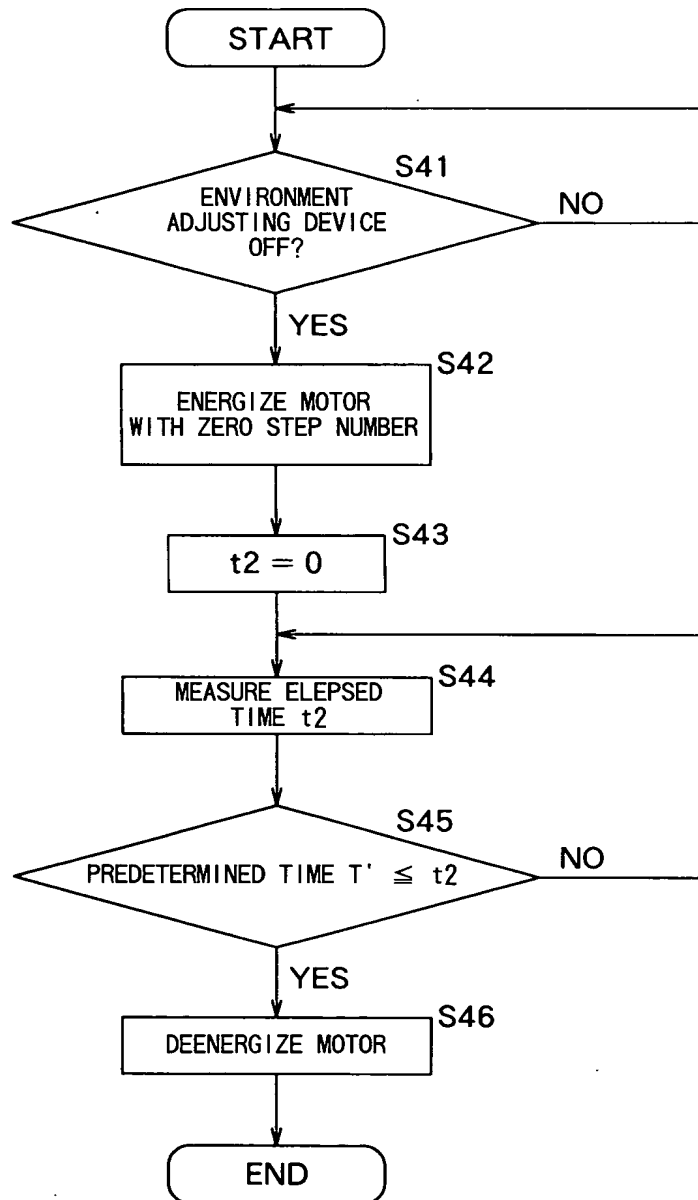 START
S41
ENVIRONMENT
ADJUSTING DEVICE
OFF?
NO
YES
S42
ENERGIZE MOTOR
WITH ZERO STEP NUMBER
S43
t2 = 0
S44
MEASURE ELEPSED
TIME t2
S45
PREDETERMINED TIME T' ≦ t2
NO
YES
S46
DEENERGIZE MOTOR
END